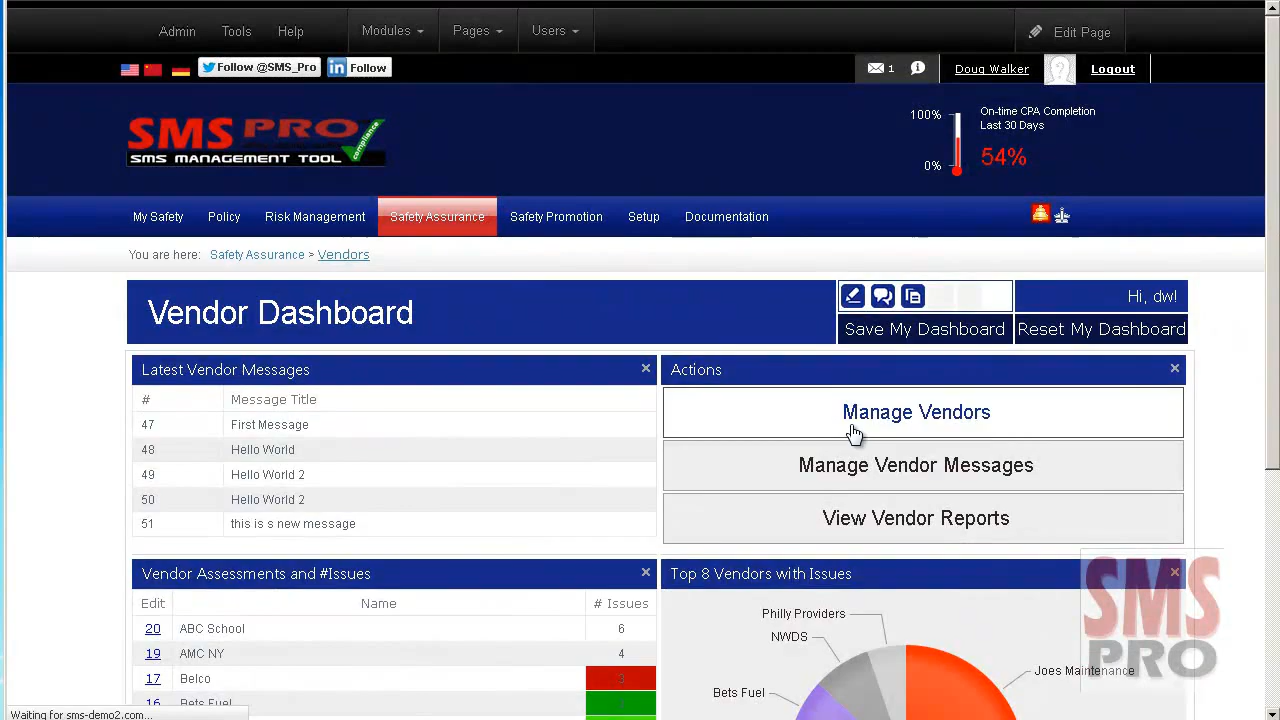 Admin Tools Help Modules Pages Users Edit Page
Follow @SMS_Pro in Follow 1 Doug Walker Logout
SMS PRO compliance
SMS MANAGEMENT TOOL
100%
0%
On-time CPA Completion
Last 30 Days
54%
My Safety Policy Risk Management Safety Assurance Safety Promotion Setup Documentation
You are here: Safety Assurance > Vendors
Vendor Dashboard
Hi, dw!
Save My Dashboard Reset My Dashboard
Latest Vendor Messages
# Message Title
47 First Message
48 Hello World
49 Hello World 2
50 Hello World 2
51 this is s new message
Actions
Manage Vendors
Manage Vendor Messages
View Vendor Reports
Vendor Assessments and #Issues
Edit Name # Issues
20 ABC School 6
19 AMC NY 4
17 Belco
16 Bets Fuel
Top 8 Vendors with Issues
Philly Providers
NWDS
Bets Fuel
Joes Maintenance
SMS
PRO
Waiting for sms-demo2.com...